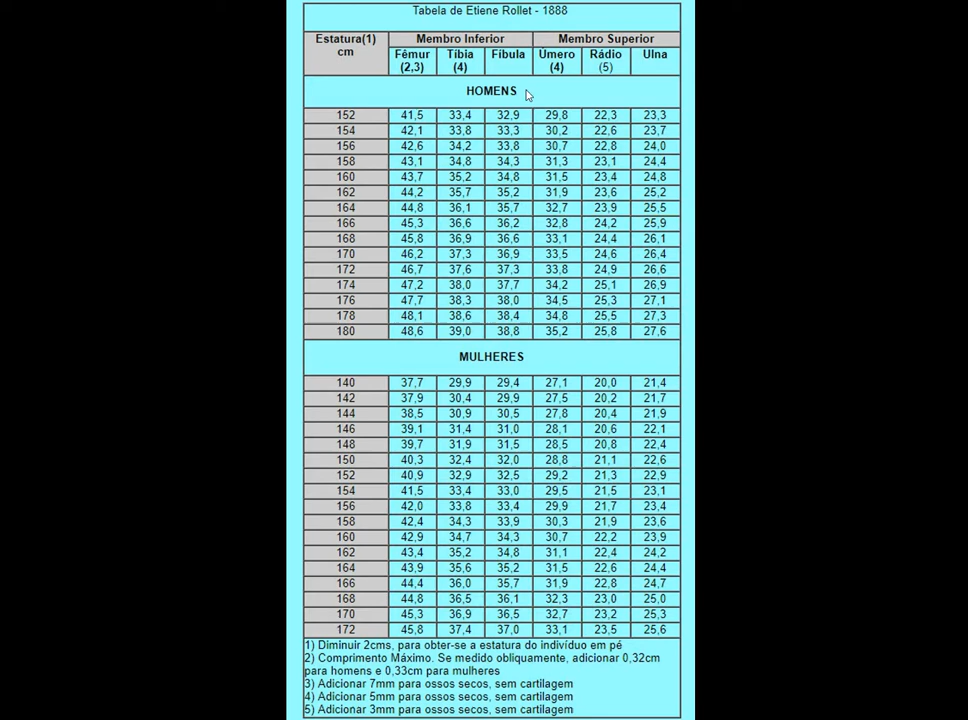 Tabela de Etiene Rollet - 1888
Estatura(1) cm Membro Inferior Membro Superior
Fêmur (2,3) Tíbia (4) Fíbula Úmero (4) Rádio (5) Ulna
HOMENS
152 41,5 33,4 32,9 29,8 22,3 23,3
154 42,1 33,8 33,3 30,2 22,6 23,7
156 42,6 34,2 33,8 30,7 22,8 24,0
158 43,1 34,8 34,3 31,3 23,1 24,4
160 43,7 35,2 34,8 31,5 23,4 24,8
162 44,2 35,7 35,2 31,9 23,6 25,2
164 44,8 36,1 35,7 32,7 23,9 25,5
166 45,3 36,6 36,2 32,8 24,2 25,9
168 45,8 36,9 36,6 33,1 24,4 26,1
170 46,2 37,3 36,9 33,5 24,6 26,4
172 46,7 37,6 37,3 33,8 24,9 26,6
174 47,2 38,0 37,7 34,2 25,1 26,9
176 47,7 38,3 38,0 34,5 25,3 27,1
178 48,1 38,6 38,4 34,8 25,5 27,3
180 48,6 39,0 38,8 35,2 25,8 27,6
MULHERES
140 37,7 29,9 29,4 27,1 20,0 21,4
142 37,9 30,4 29,9 27,5 20,2 21,7
144 38,5 30,9 30,5 27,8 20,4 21,9
146 39,1 31,4 31,0 28,1 20,6 22,1
148 39,7 31,9 31,5 28,5 20,8 22,4
150 40,3 32,4 32,0 28,8 21,1 22,6
152 40,9 32,9 32,5 29,2 21,3 22,9
154 41,5 33,4 33,0 29,5 21,5 23,1
156 42,0 33,8 33,4 29,9 21,7 23,4
158 42,4 34,3 33,9 30,3 21,9 23,6
160 42,9 34,7 34,3 30,7 22,2 23,9
162 43,4 35,2 34,8 31,1 22,4 24,2
164 43,9 35,6 35,2 31,5 22,6 24,4
166 44,4 36,0 35,7 31,9 22,8 24,7
168 44,8 36,5 36,1 32,3 23,0 25,0
170 45,3 36,9 36,5 32,7 23,2 25,3
172 45,8 37,4 37,0 33,1 23,5 25,6
1) Diminuir 2cms, para obter-se a estatura do indivíduo em pé
2) Comprimento Máximo. Se medido obliquamente, adicionar 0,32cm
para homens e 0,33cm para mulheres
3) Adicionar 7mm para ossos secos, sem cartilagem
4) Adicionar 5mm para ossos secos, sem cartilagem
5) Adicionar 3mm para ossos secos, sem cartilagem